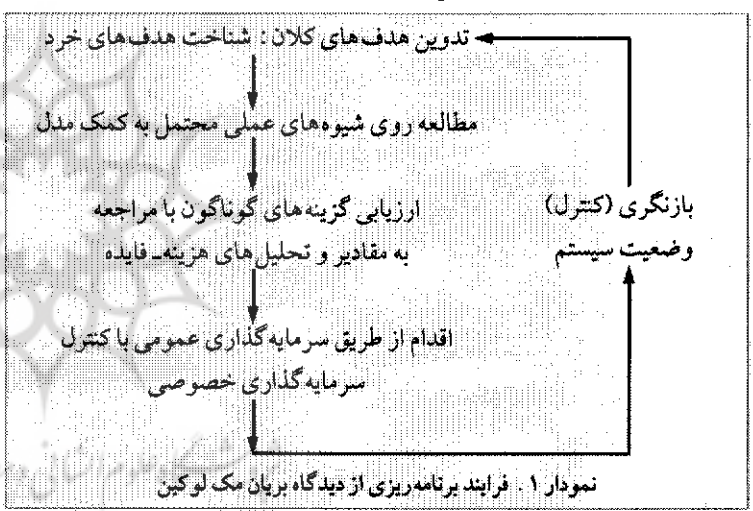 تدوین هدف‌های کلان: شناخت هدف‌های خرد
مطالعه روی شیوه‌های عملی محتمل به کمک مدل
ارزیابی گزینه‌های گوناگون با مراجعه
به مقادیر و تحلیل‌های هزینه‌ـ فایده
اقدام از طریق سرمایه‌گذاری عمومی با کنترل
سرمایه‌گذاری خصوصی
بازنگری (کنترل)
وضعیت سیستم
نمودار ۱. فرایند برنامه‌ریزی از دیدگاه بریان مک لوکین